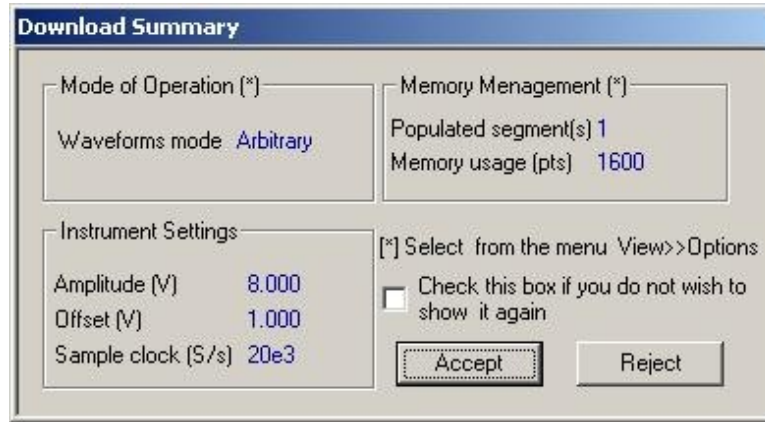 Download Summary
Mode of Operation (*)
Waveforms mode Arbitrary
Memory Menagement (*)
Populated segment(s) 1
Memory usage (pts) 1600
Instrument Settings
Amplitude (V) 8.000
Offset (V) 1.000
Sample clock (S/s) 20e3
[*] Select from the menu View>>Options
Check this box if you do not wish to
show it again
Accept
Reject